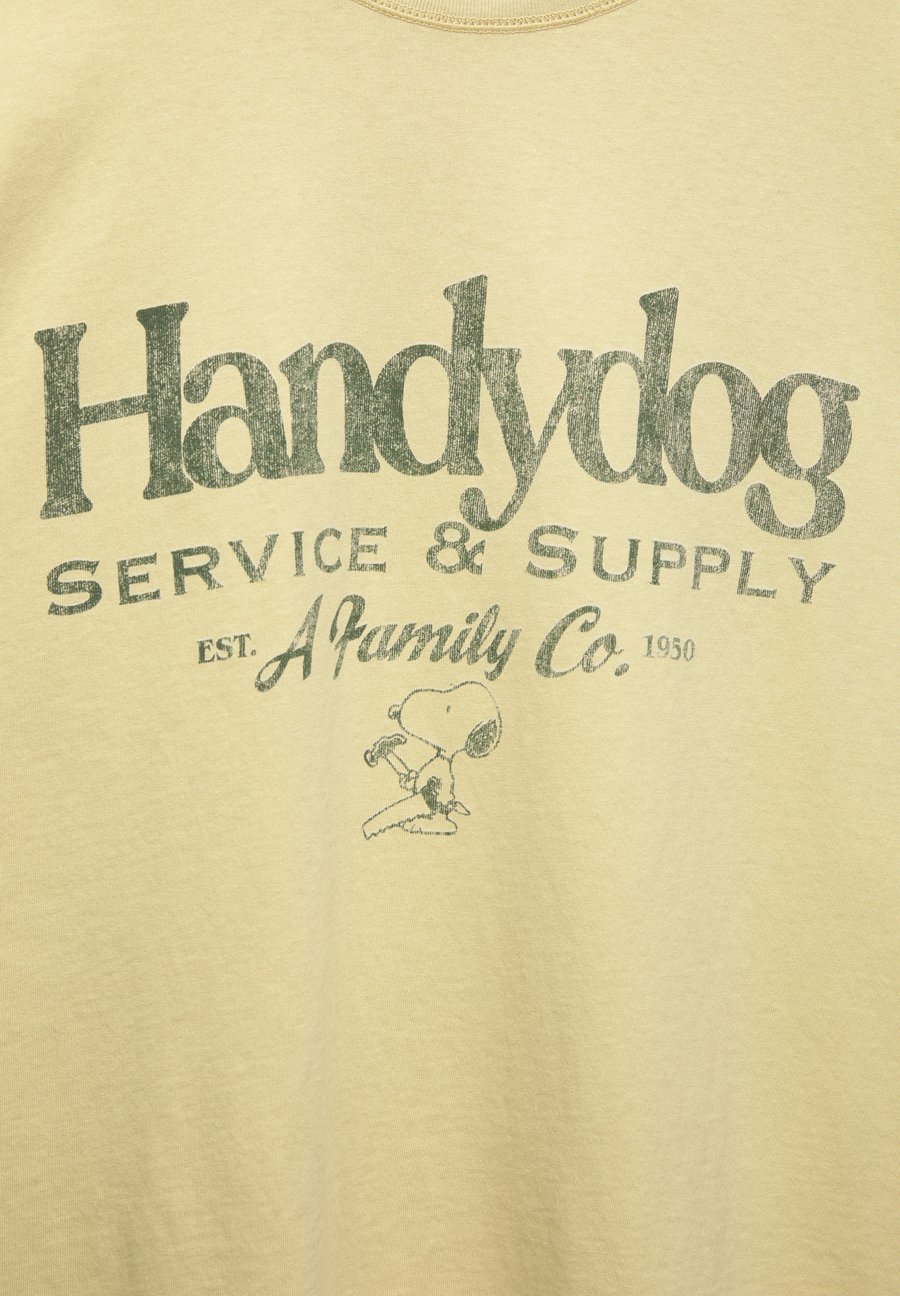 Handydog
SERVICE & SUPPLY
EST. A Family Co. 1950